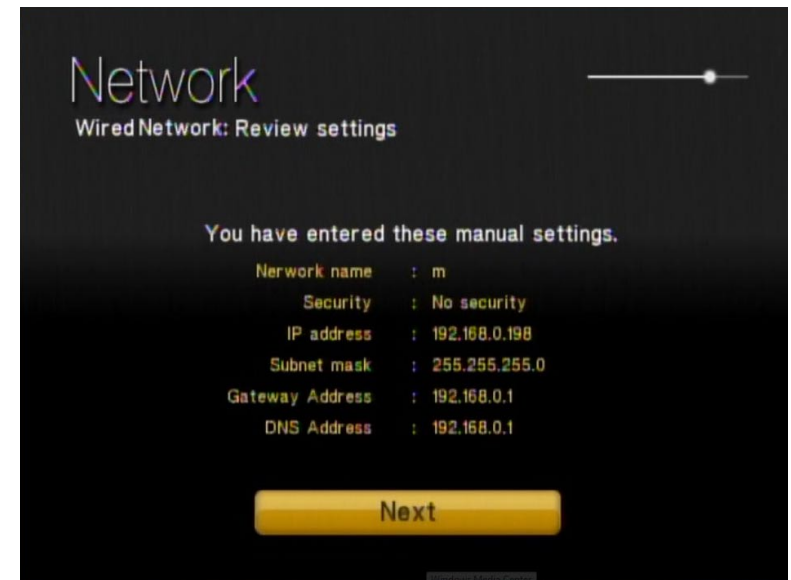 Network
Wired Network: Review settings
You have entered these manual settings.
Nerwork name : m
Security : No security
IP address : 192.168.0.198
Subnet mask : 255.255.255.0
Gateway Address : 192.168.0.1
DNS Address : 192.168.0.1
Next